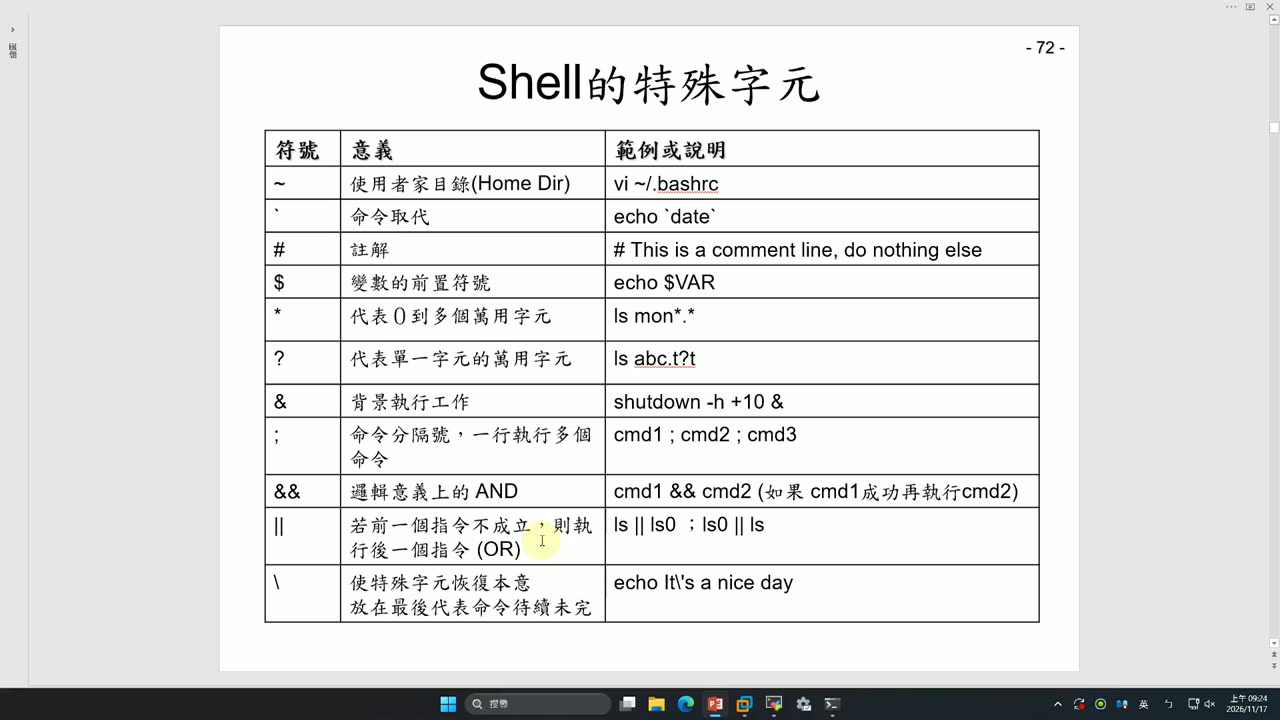 - 72 -
Shell的特殊字元
符號 意義 範例或說明
~ 使用者家目錄(Home Dir) vi ~/.bashrc
` 命令取代 echo `date`
# 註解 # This is a comment line, do nothing else
$ 變數的前置符號 echo $VAR
* 代表0到多個萬用字元 ls mon*.*
? 代表單一字元的萬用字元 ls abc.t?t
& 背景執行工作 shutdown -h +10 &
; 命令分隔號，一行執行多個 cmd1 ; cmd2 ; cmd3
命令
&& 邏輯意義上的 AND cmd1 && cmd2 (如果 cmd1成功再執行cmd2)
|| 若前一個指令不成立，則執 ls || ls0 ；ls0 || ls
行後一個指令 (OR)
\ 使特殊字元恢復本意 echo It\'s a nice day
放在最後代表命令待續未完
搜尋
英
ㄅ
上午 09:24
2026/11/17